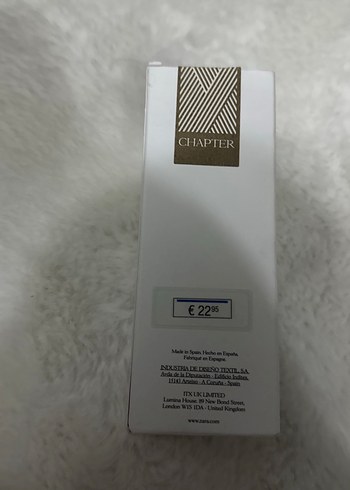 CHAPTER
€ 22 95
Made in Spain. Hecho en España.
Fabriqué en Espagne.
INDUSTRIA DE DISEÑO TEXTIL, S.A.
Avda de la Diputación - Edificio Inditex,
15143 Arteixo - A Coruña - Spain
ITX UK LIMITED
Lumina House 89 New Bond Street,
London W1S 1DA - United Kingdom
www.zara.com